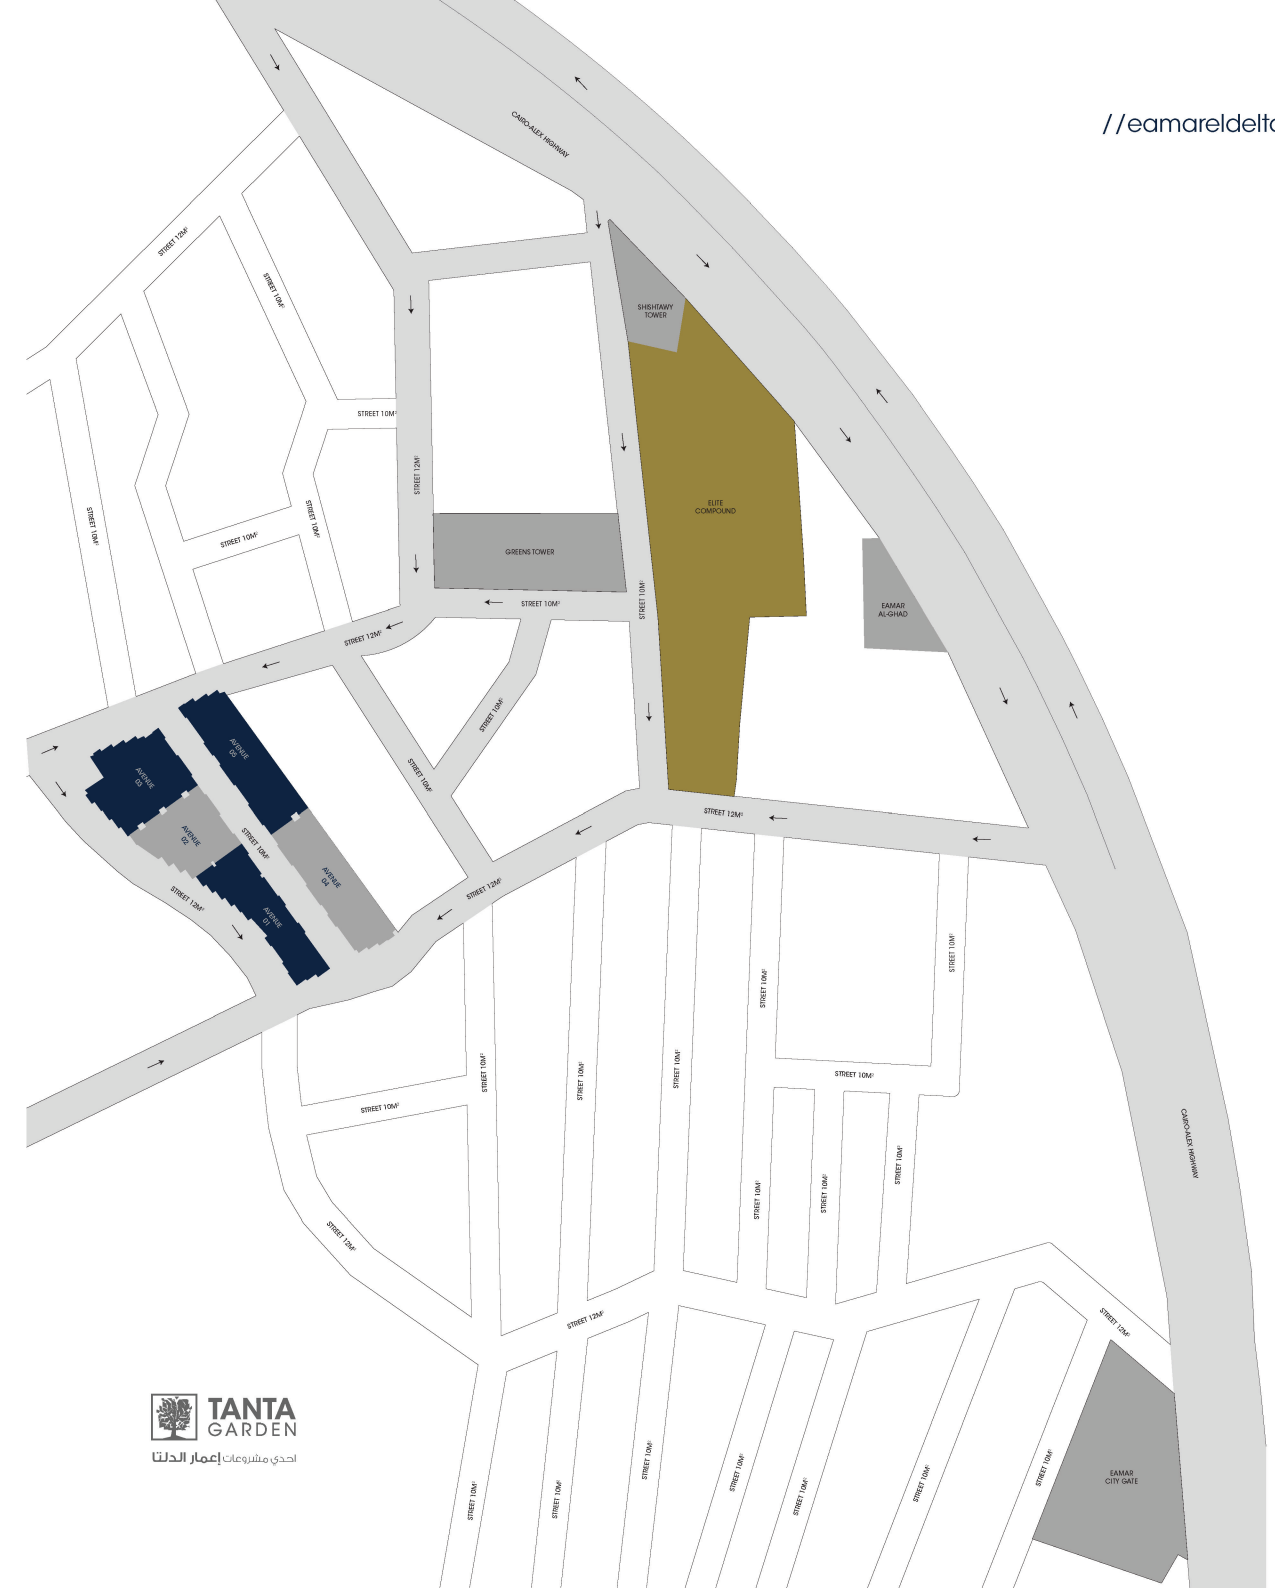 //eamareldelta
CAIRO-ALEX HIGHWAY
STREET 12M²
STREET 10M²
SHISHTAWY
TOWER
STREET 10M²
STREET 12M²
STREET 10M²
STREET 10M²
STREET 10M²
ELITE
COMPOUND
STREET 10M²
GREENS TOWER
STREET 10M²
STREET 10M²
EAMAR
AL-GHAD
STREET 12M²
STREET 10M²
AVENUE
05
AVENUE
03
STREET 10M²
STREET 12M²
AVENUE
02
STREET 10M²
AVENUE
04
STREET 12M²
STREET 12M²
AVENUE
01
STREET 10M²
STREET 10M²
STREET 10M²
STREET 10M²
STREET 10M²
STREET 10M²
STREET 10M²
CAIRO-ALEX HIGHWAY
STREET 10M²
STREET 10M²
STREET 10M²
STREET 12M²
STREET 12M²
STREET 12M²
TANTA
GARDEN
احدي مشروعات إعمار الدلتا
STREET 10M²
STREET 10M²
STREET 10M²
STREET 10M²
STREET 10M²
STREET 10M²
STREET 10M²
EAMAR
CITY GATE